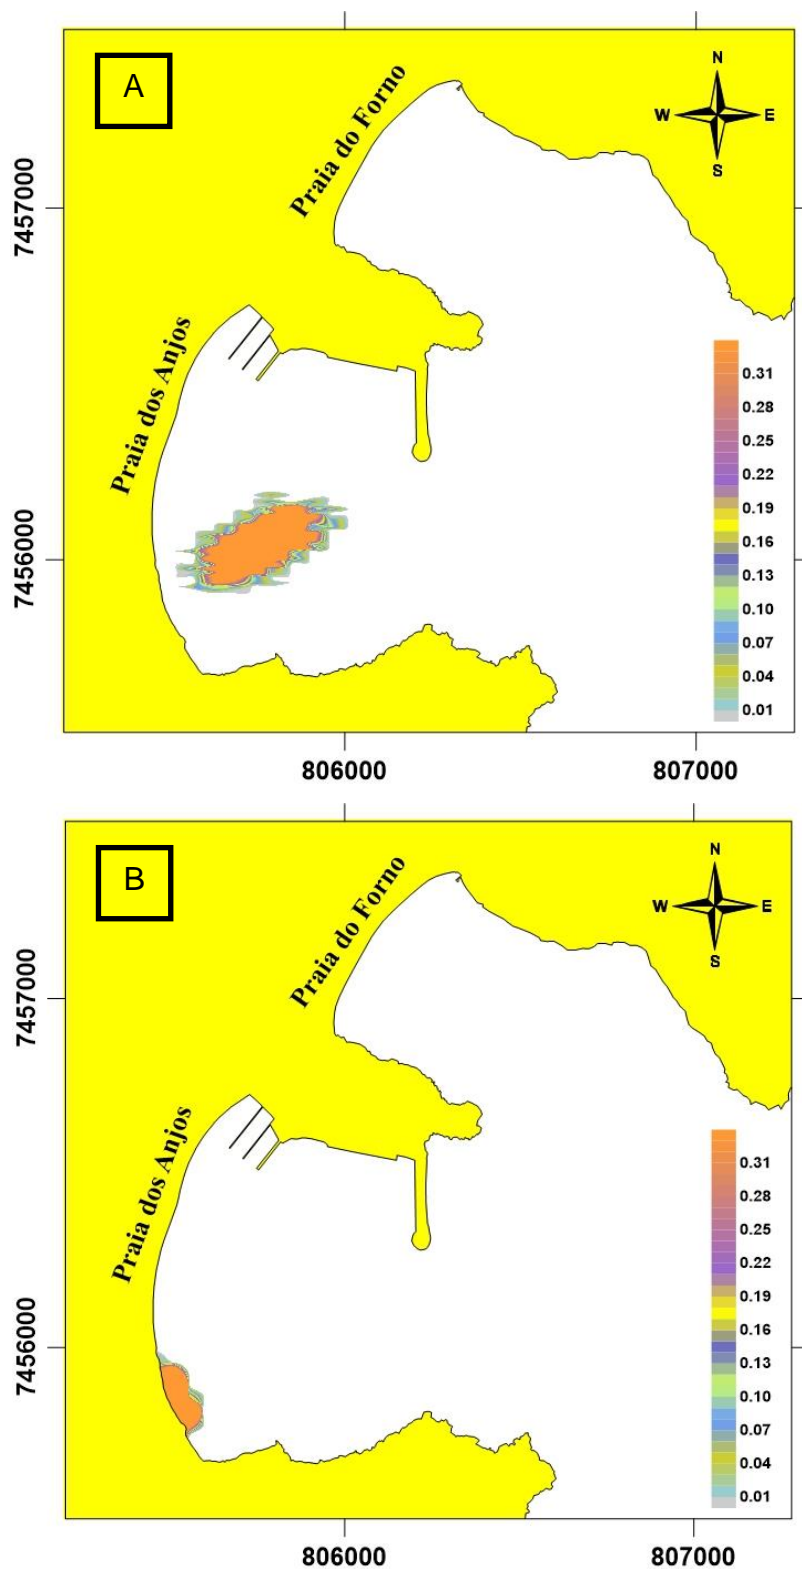 A
Praia do Forno
N
W
E
S
7457000
Praia dos Anjos
7456000
0.31
0.28
0.25
0.22
0.19
0.16
0.13
0.10
0.07
0.04
0.01
806000
807000
B
Praia do Forno
N
W
E
S
7457000
Praia dos Anjos
7456000
0.31
0.28
0.25
0.22
0.19
0.16
0.13
0.10
0.07
0.04
0.01
806000
807000